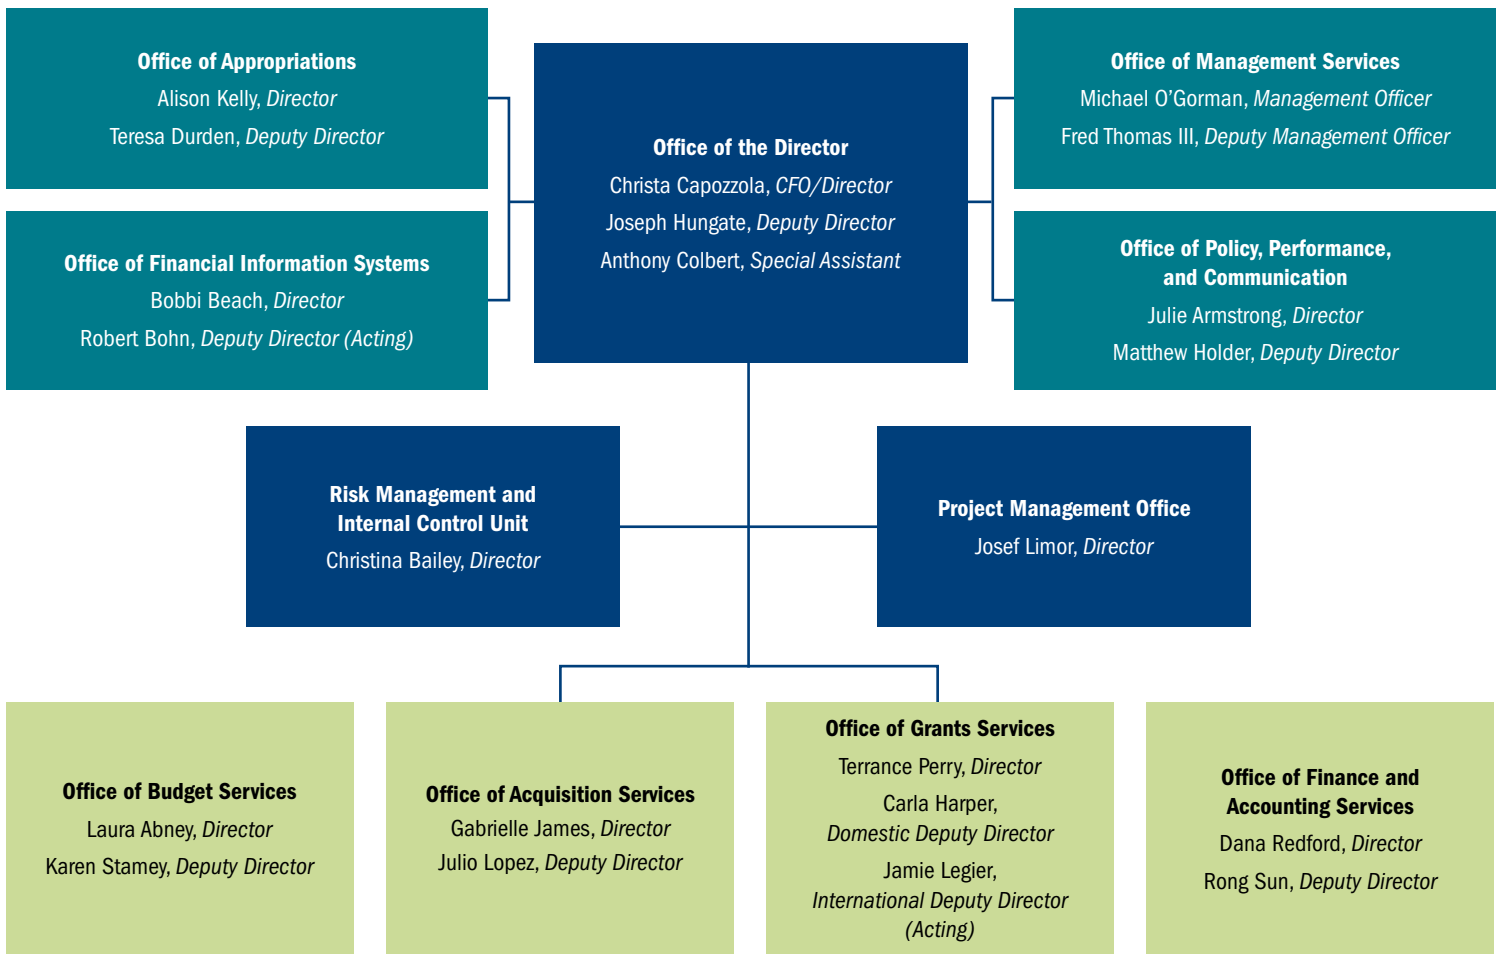 Office of Appropriations
Alison Kelly, Director
Teresa Durden, Deputy Director
Office of Financial Information Systems
Bobbi Beach, Director
Robert Bohn, Deputy Director (Acting)
Office of the Director
Christa Capozzola, CFO/Director
Joseph Hungate, Deputy Director
Anthony Colbert, Special Assistant
Office of Management Services
Michael O’Gorman, Management Officer
Fred Thomas III, Deputy Management Officer
Office of Policy, Performance,
and Communication
Julie Armstrong, Director
Matthew Holder, Deputy Director
Risk Management and
Internal Control Unit
Christina Bailey, Director
Project Management Office
Josef Limor, Director
Office of Budget Services
Laura Abney, Director
Karen Stamey, Deputy Director
Office of Acquisition Services
Gabrielle James, Director
Julio Lopez, Deputy Director
Office of Grants Services
Terrance Perry, Director
Carla Harper,
Domestic Deputy Director
Jamie Legier,
International Deputy Director
(Acting)
Office of Finance and
Accounting Services
Dana Redford, Director
Rong Sun, Deputy Director